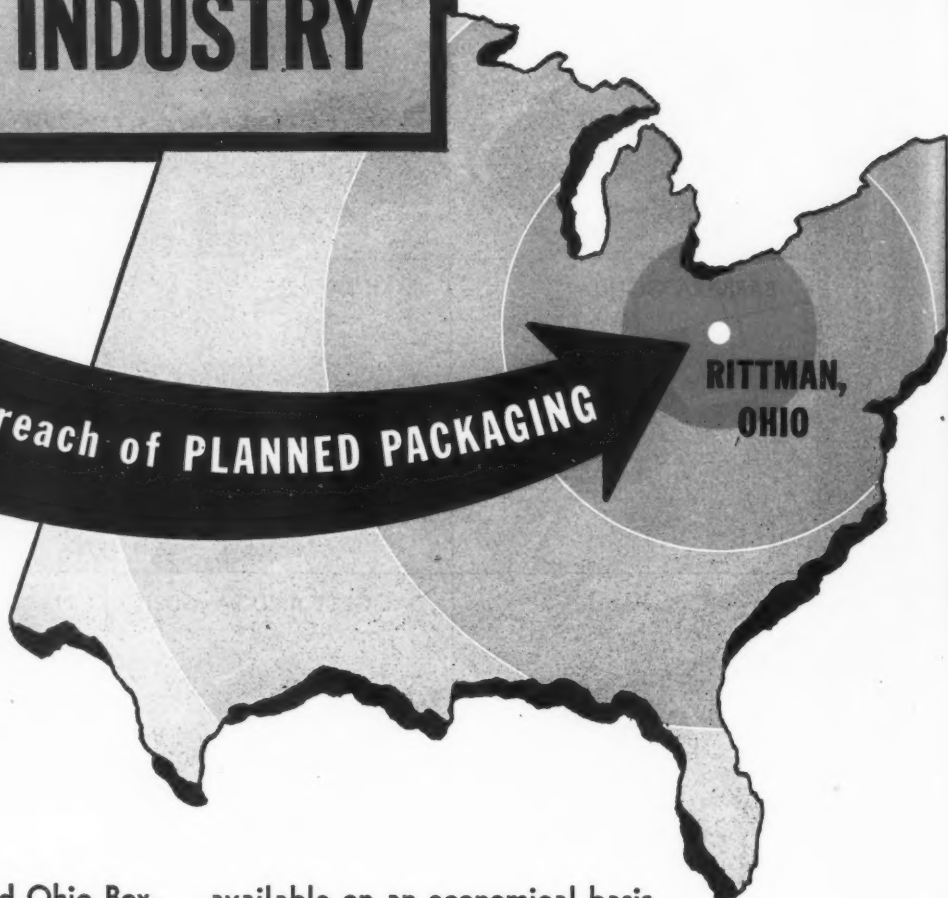 INDUSTRY
reach of PLANNED PACKAGING
RITTMAN,
OHIO
Ohio Box
available on an economical basis